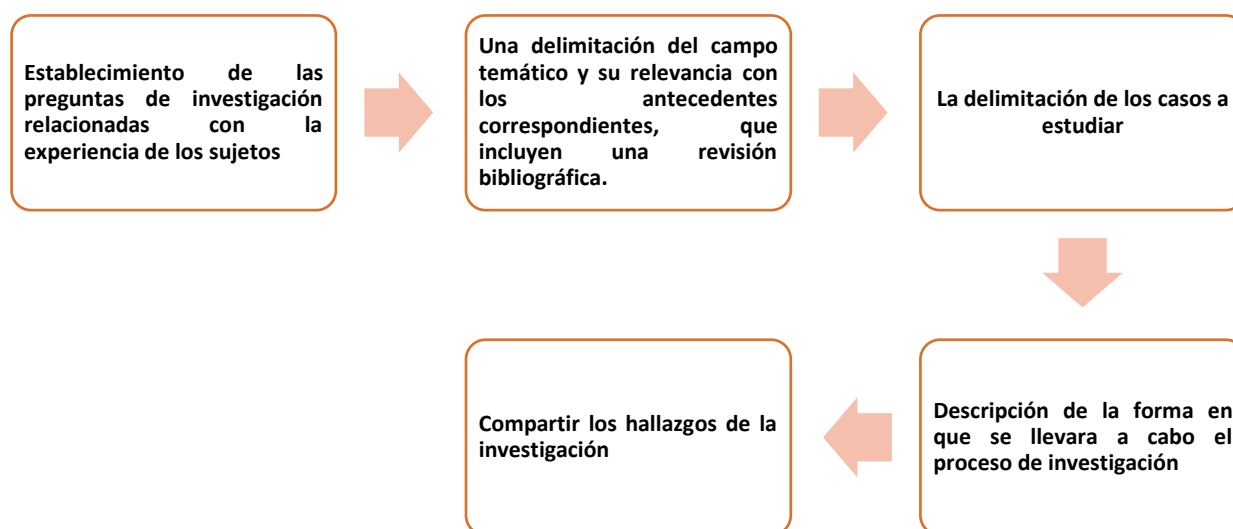 Establecimiento de las
preguntas de investigación
relacionadas con la
experiencia de los sujetos
Una delimitación del campo
temático y su relevancia con
los antecedentes
correspondientes, que
incluyen una revisión
bibliográfica.
La delimitación de los casos a
estudiar
Compartir los hallazgos de la
investigación
Descripción de la forma en
que se llevara a cabo el
proceso de investigación